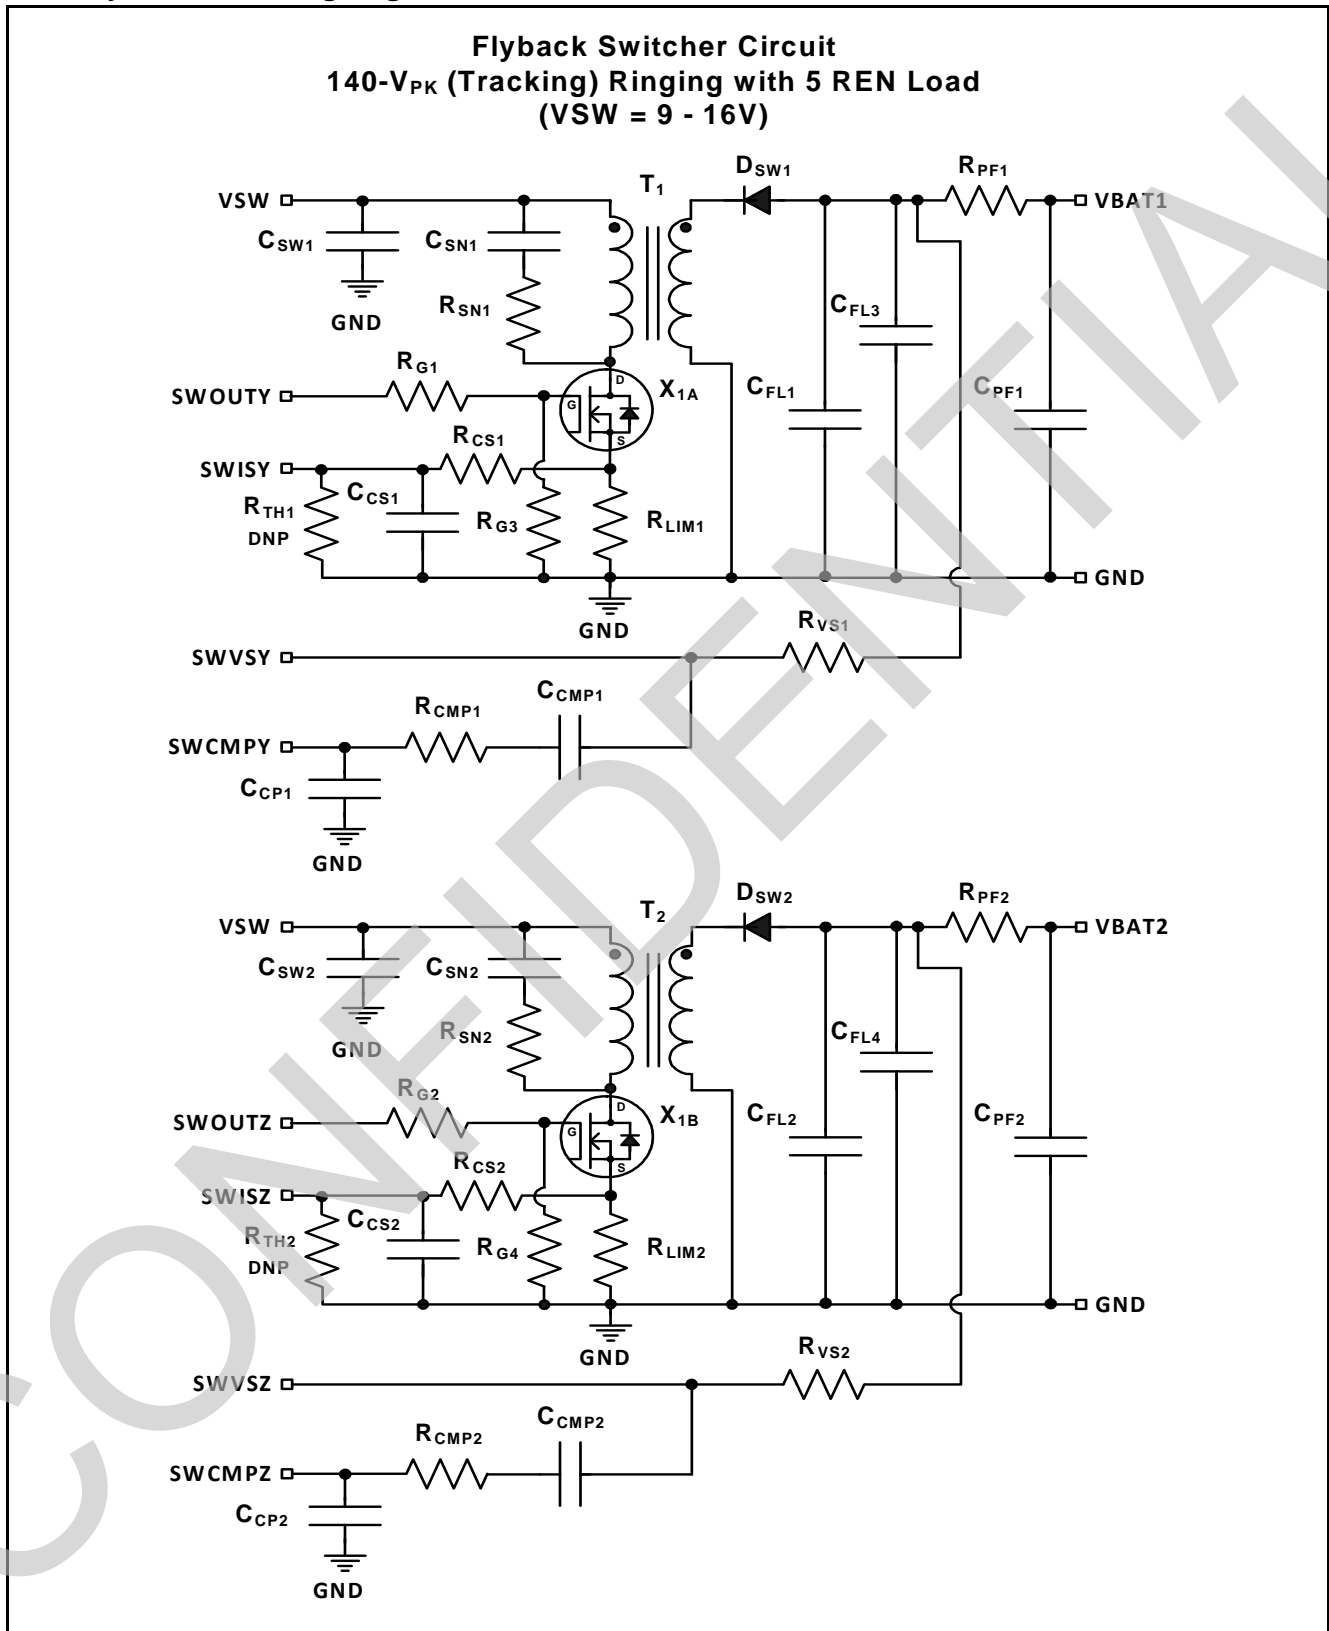 Flyback Switcher Circuit
140-VPK (Tracking) Ringing with 5 REN Load
(VSW = 9 - 16V)
VSW
CSW1
GND
CSN1
RSN1
T1
DSW1
RPF1
VBAT1
CFL3
CFL1
CPF1
SWOUTY
RG1
D
G
S
X1A
SWISY
RCS1
RTH1
DNP
CCS1
RG3
RLIM1
GND
GND
SWVSY
RVS1
SWCMPY
RCMP1
CCMP1
CCP1
GND
VSW
CSW2
GND
CSN2
RSN2
T2
DSW2
RPF2
VBAT2
CFL4
CFL2
CPF2
SWOUTZ
RG2
D
G
S
X1B
SWISZ
RCS2
RTH2
DNP
CCS2
RG4
RLIM2
GND
GND
SWVSZ
RVS2
SWCMPZ
RCMP2
CCMP2
CCP2
GND
CONFIDENTIAL